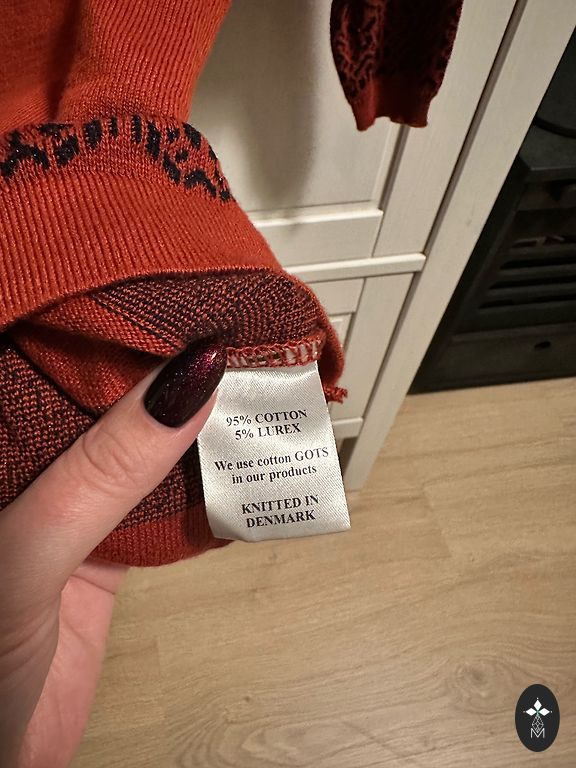 95% COTTON
5% LUREX
We use cotton GOTS
in our products
KNITTED IN
DENMARK